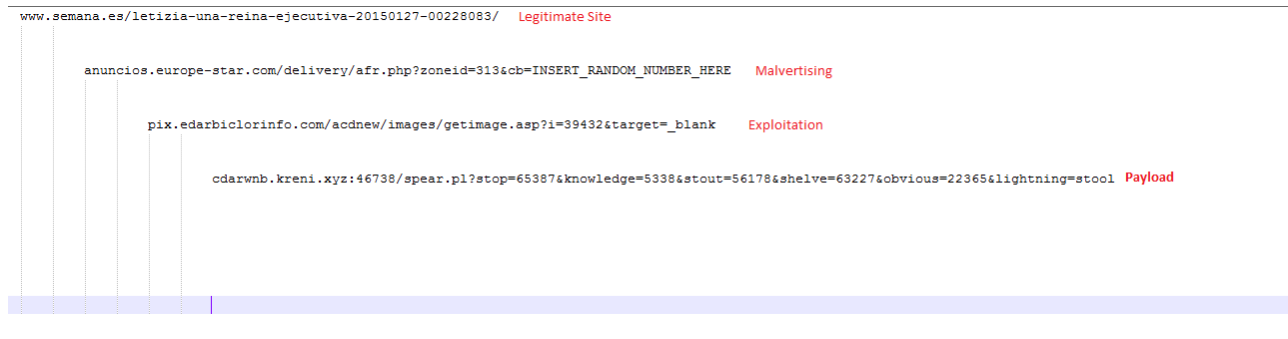 www.semana.es/letizia-una-reina-ejecutiva-20150127-00228083/ Legitimate Site
anuncios.europe-star.com/delivery/afr.php?zoneid=313&cb=INSERT_RANDOM_NUMBER_HERE Malvertising
pix.edarbiclorinfo.com/acdnew/images/getimage.asp?i=39432&target=_blank Exploitation
cdarwnb.kreni.xyz:46738/spear.pl?stop=65387&knowledge=5338&stout=56178&shelve=63227&obvious=22365&lightning=stool Payload